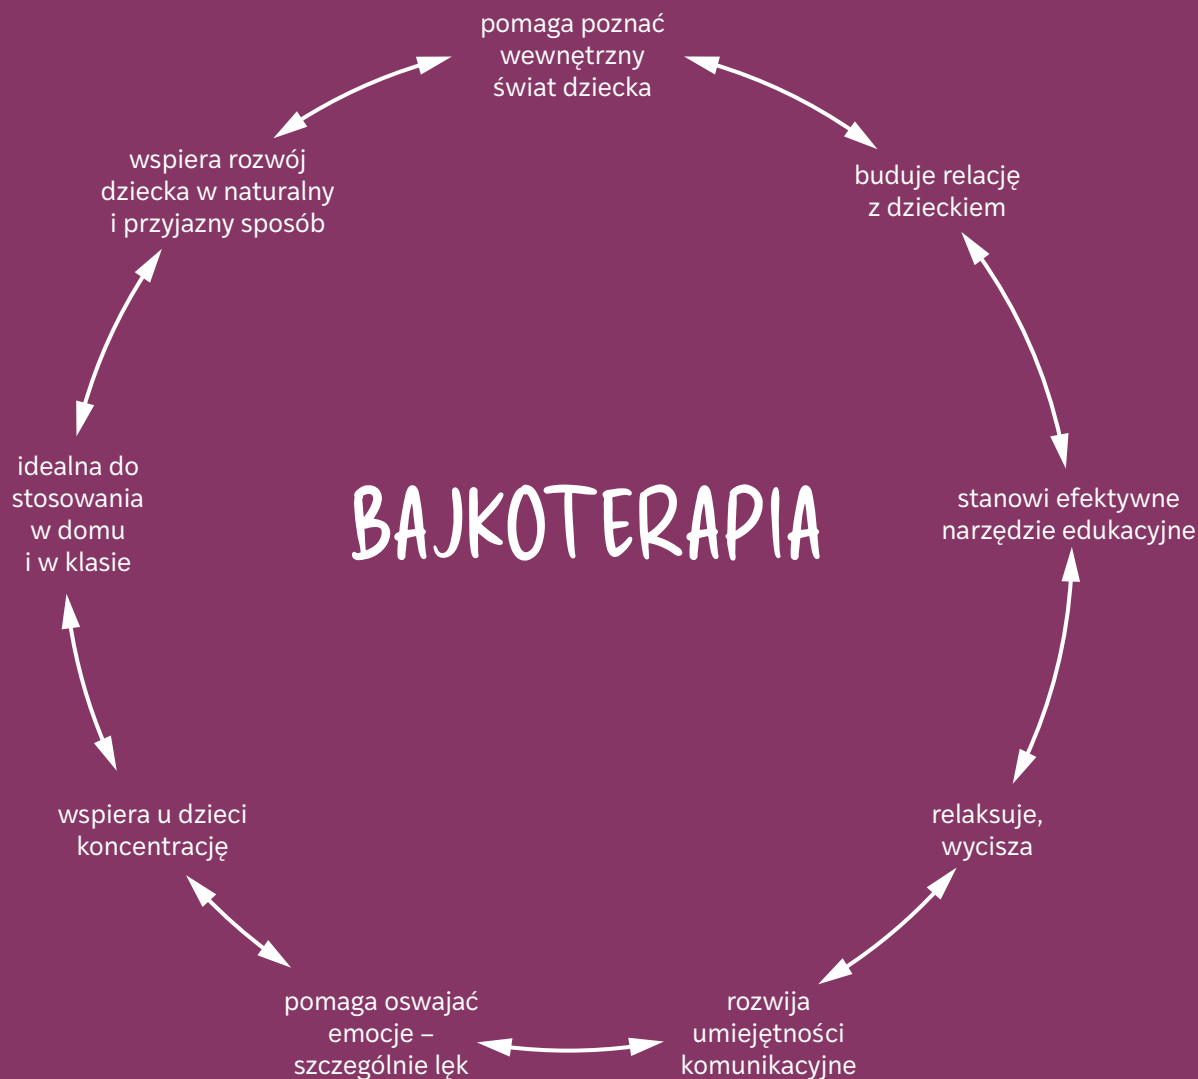 pomaga poznać
wewnętrzny
świat dziecka
buduje relację
z dzieckiem
stanowi efektywne
narzędzie edukacyjne
relaksuje,
wycisza
rozwija
umiejętności
komunikacyjne
pomaga oswajać
emocje –
szczególnie lęk
wspiera u dzieci
koncentrację
idealna do
stosowania
w domu
i w klasie
wspiera rozwój
dziecka w naturalny
i przyjazny sposób
BAJKOTERAPIA